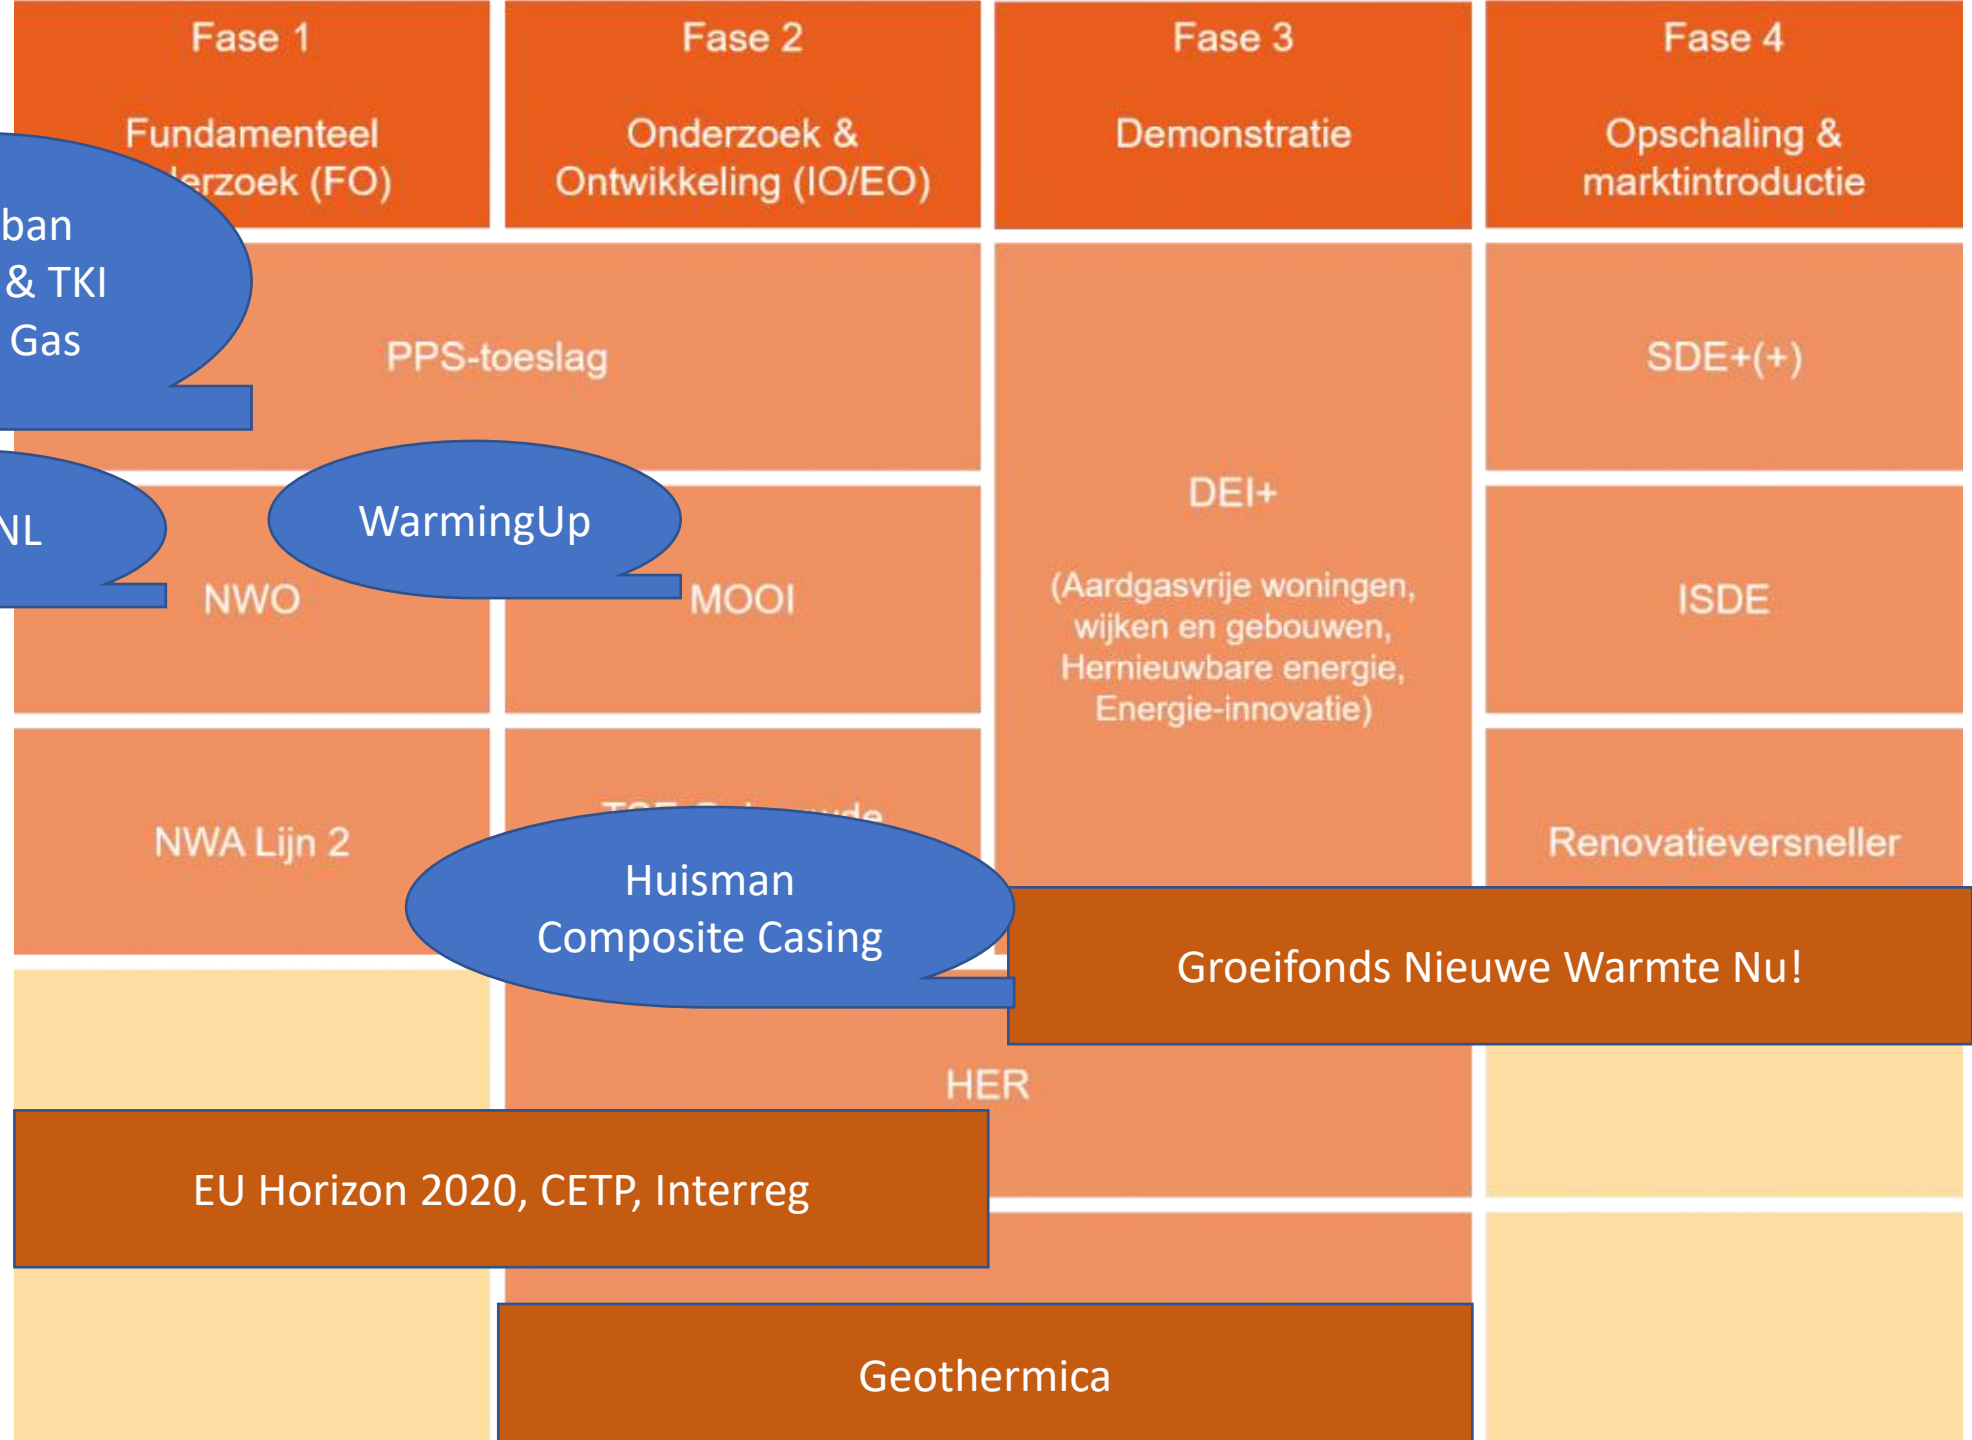 Fase 1
Fundamenteel
erzoek (FO)
Fase 2
Onderzoek &
Ontwikkeling (IO/EO)
Fase 3
Demonstratie
Fase 4
Opschaling &
marktintroductie
ban
& TKI
Gas
PPS-toeslag
SDE+(+)
NL
NWO
WarmingUp
MOOI
DEI+
(Aardgasvrije woningen,
wijken en gebouwen,
Hernieuwbare energie,
Energie-innovatie)
ISDE
NWA Lijn 2
Huisman
Composite Casing
Renovatieversneller
Groeifonds Nieuwe Warmte Nu!
HER
EU Horizon 2020, CETP, Interreg
Geothermica